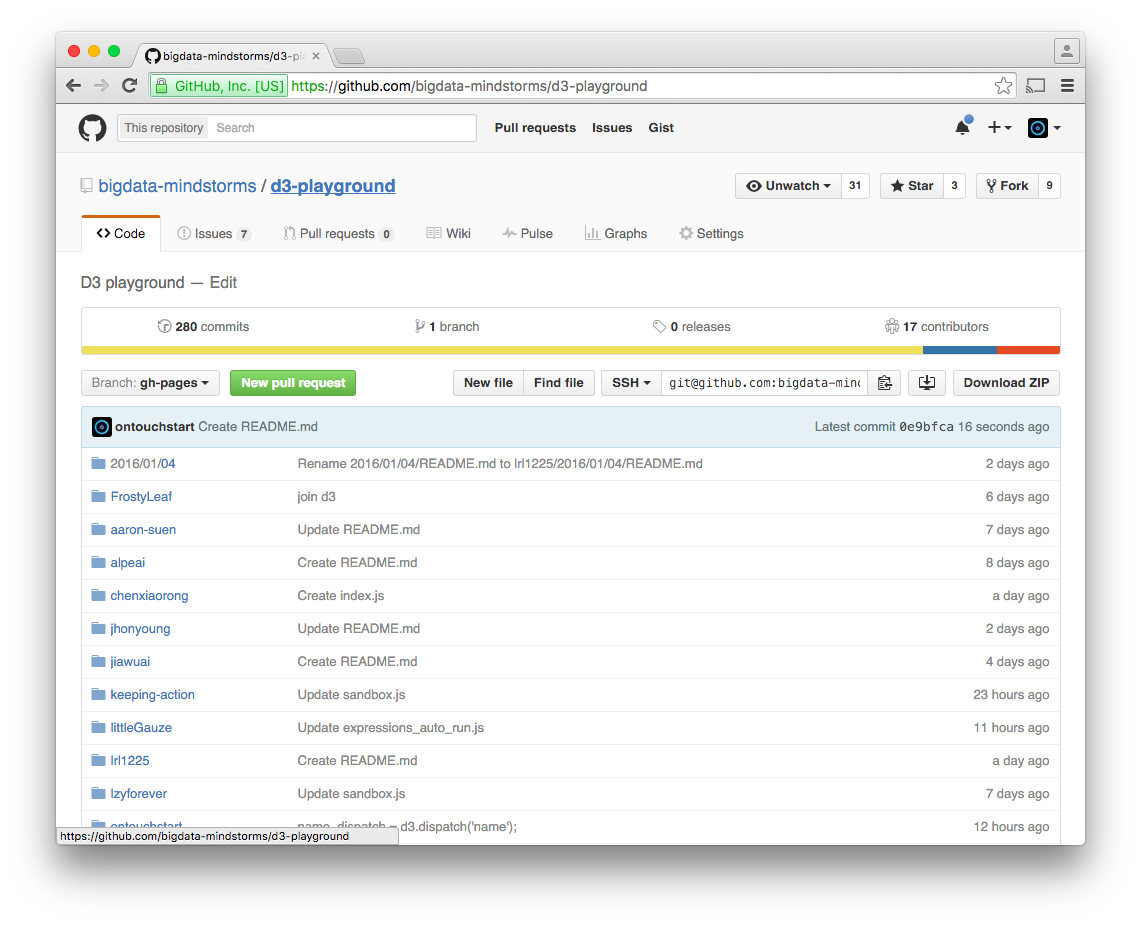 bigdata-mindstorms/d3-pl
GitHub, Inc. [US] https://github.com/bigdata-mindstorms/d3-playground
This repository Search Pull requests Issues Gist
bigdata-mindstorms / d3-playground Unwatch 31 Star 3 Fork 9
Code Issues 7 Pull requests 0 Wiki Pulse Graphs Settings
D3 playground — Edit
280 commits 1 branch 0 releases 17 contributors
Branch: gh-pages New pull request New file Find file SSH git@github.com:bigdata-mind Download ZIP
ontouchstart Create README.md Latest commit 0e9bfca 16 seconds ago
2016/01/04 Rename 2016/01/04/README.md to lrl1225/2016/01/04/README.md 2 days ago
FrostyLeaf join d3 6 days ago
aaron-suen Update README.md 7 days ago
alpeai Create README.md 8 days ago
chenxiaorong Create index.js a day ago
jhonyoung Update README.md 2 days ago
jiawuai Create README.md 4 days ago
keeping-action Update sandbox.js 23 hours ago
littleGauze Update expressions_auto_run.js 11 hours ago
lrl1225 Create README.md a day ago
lzyforever Update sandbox.js 7 days ago
ontouchstart name_dispatch = d3.dispatch('name'); 12 hours ago
https://github.com/bigdata-mindstorms/d3-playground